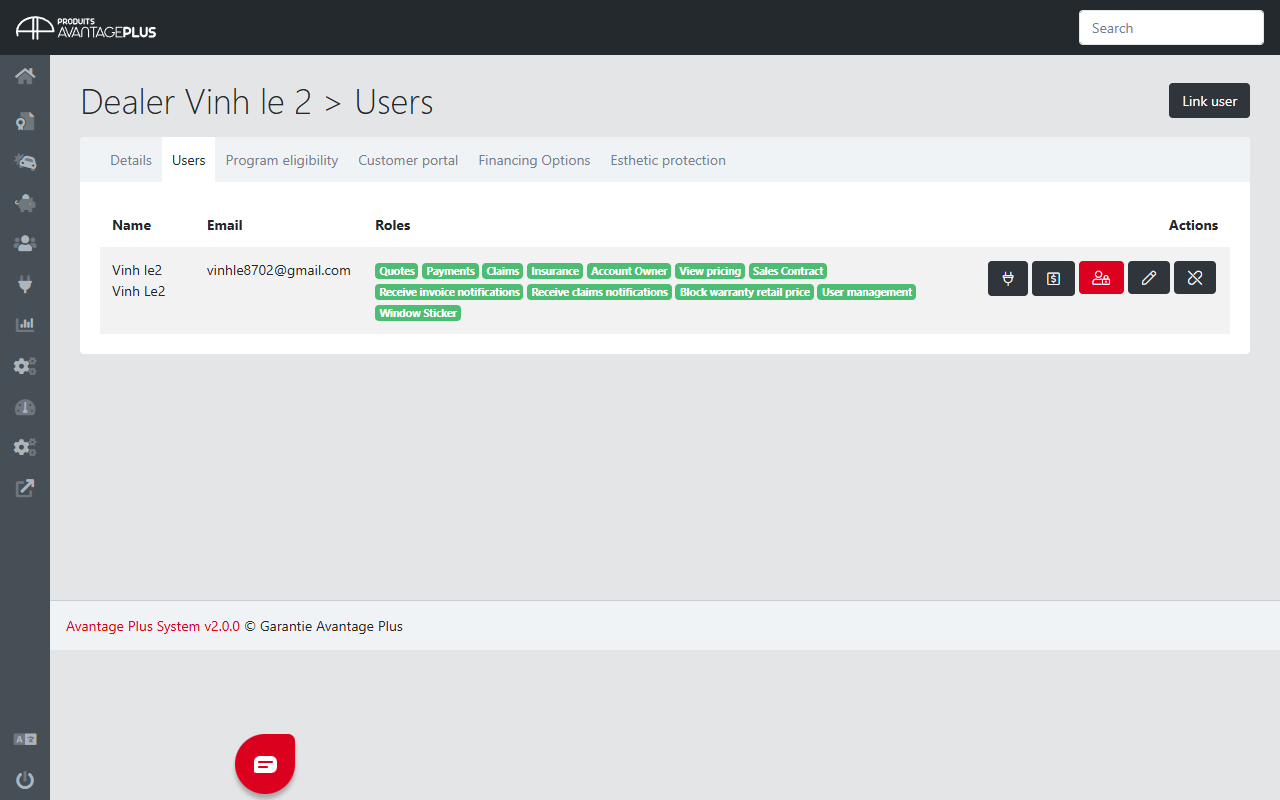 PRODUITS
AVANTAGEPLUS
Search
Dealer Vinh le 2 > Users
Link user
Details Users Program eligibility Customer portal Financing Options Esthetic protection
Name Email Roles Actions
Vinh le2 vinhle8702@gmail.com Quotes Payments Claims Insurance Account Owner View pricing Sales Contract
Vinh Le2 Receive invoice notifications Receive claims notifications Block warranty retail price User management
Window Sticker
Avantage Plus System v2.0.0 © Garantie Avantage Plus
A